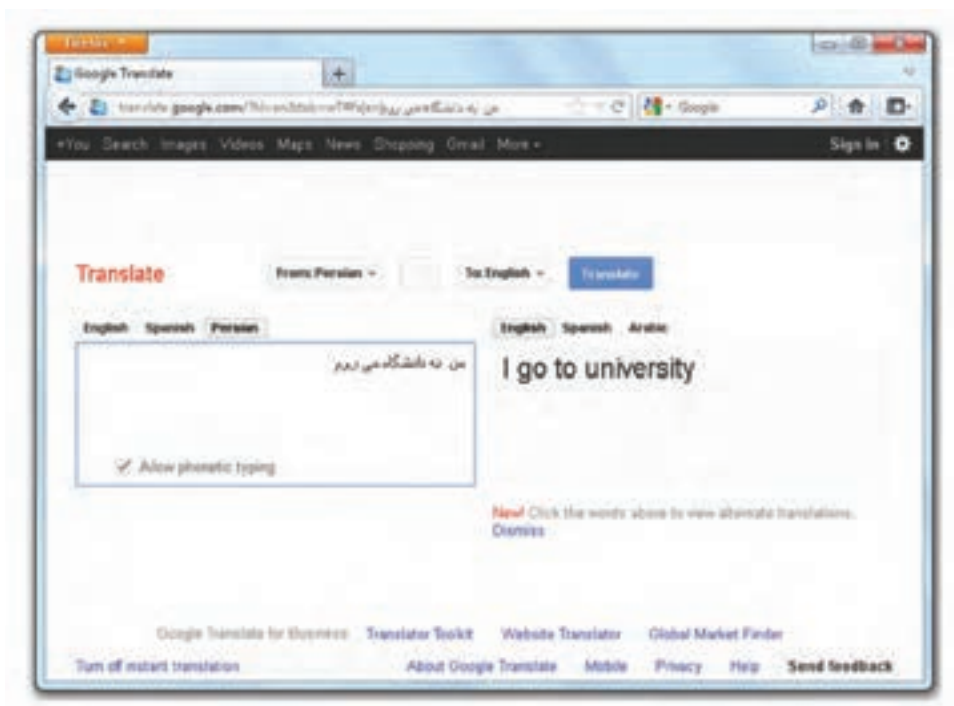 Firefox
Google Translate
google.com/
من به دانشگاه می روم
Google
+You Search Images Videos Maps News Shopping Gmail More
Sign in
Translate
From: Persian
To: English
Translate
English Spanish Persian
English Spanish Arabic
من به دانشگاه می روم
I go to university
Allow phonetic typing
New! Click the words above to view alternate translations.
Dismiss
Google Translate for Business: Translator Toolkit Website Translator Global Market Finder
Turn off instant translation About Google Translate Mobile Privacy Help Send feedback